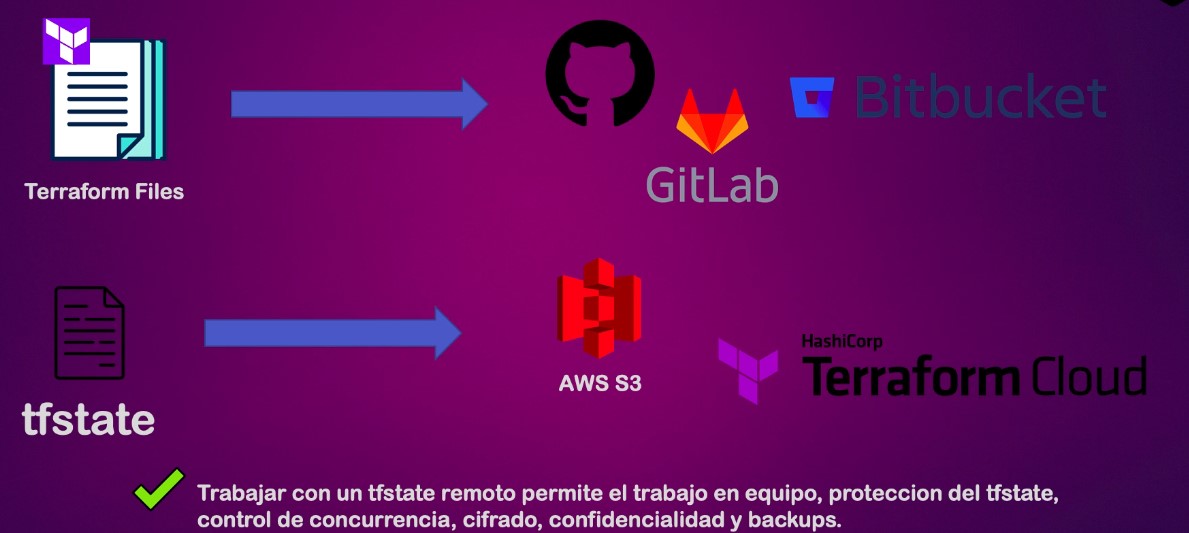 Bitbucket
GitLab
Terraform Files
HashiCorp
Terraform Cloud
AWS S3
tfstate
Trabajar con un tfstate remoto permite el trabajo en equipo, proteccion del tfstate,
control de concurrencia, cifrado, confidencialidad y backups.